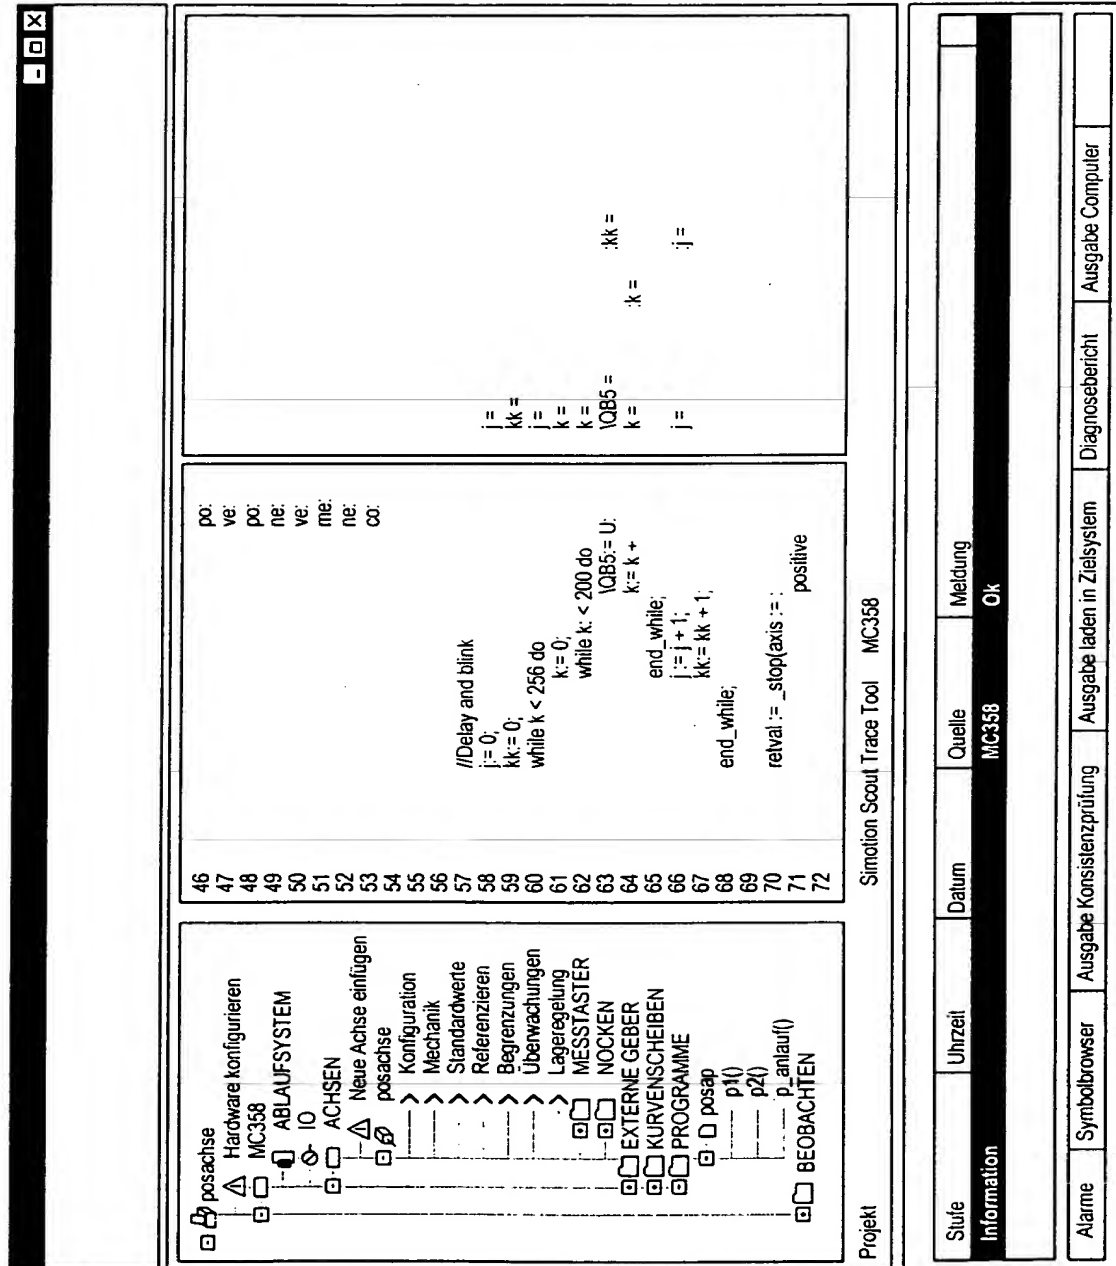 posachse
Hardware konfigurieren
MC358
ABLAUFSYSTEM
IO
ACHSEN
Neue Achse einfügen
posachse
Konfiguration
Mechanik
Standardwerte
Referenzieren
Begrenzungen
Überwachungen
Lageregelung
MESSTASTER
NOCKEN
EXTERNE GEBER
KURVENSCHEIBEN
PROGRAMME
posap
p1()
p2()
p_anlauf()
BEOBACHTEN
46 po:
47 ve:
48 po:
49 ne:
50 ve:
51 me:
52 ne:
53 co:
54
55
56
57 //Delay and blink
58 j:= 0;
59 kk:= 0;
60 while k < 256 do
61 k:= 0;
62 while k: < 200 do
63 \QB5:= U:
64 k:= k +
65 end_while;
66 j := j + 1;
67 kk:= kk + 1;
68 end_while;
69
70 retval := _stop(axis := :
71 positive
72
j =
kk =
j =
k =
k =
\QB5 = :kk =
k = :k =
j = :j =
Projekt Simotion Scout Trace Tool MC358
Stufe Uhrzeit Datum Quelle Meldung
Information MC358 Ok
Alarme Symbolbrowser Ausgabe Konsistenzprüfung Ausgabe laden in Zielsystem Diagnosebericht Ausgabe Computer